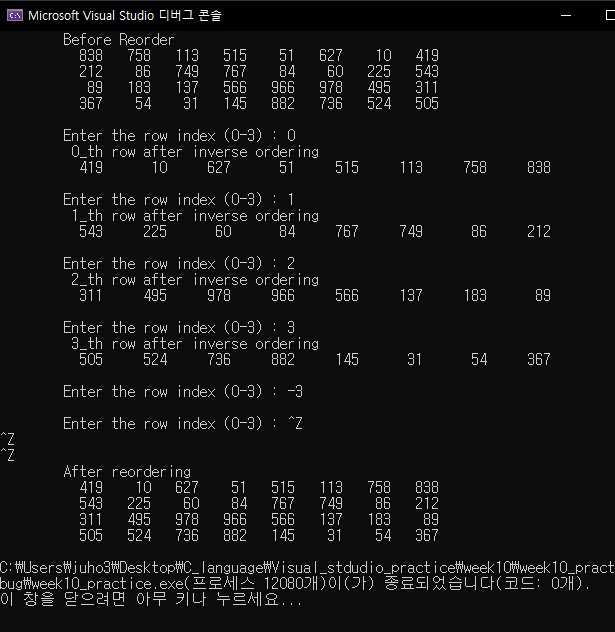 Microsoft Visual Studio 디버그 콘솔
Before Reorder
838 758 113 515 51 627 10 419
212 86 749 767 84 60 225 543
89 183 137 566 966 978 495 311
367 54 31 145 882 736 524 505
Enter the row index (0-3) : 0
0_th row after inverse ordering
419 10 627 51 515 113 758 838
Enter the row index (0-3) : 1
1_th row after inverse ordering
543 225 60 84 767 749 86 212
Enter the row index (0-3) : 2
2_th row after inverse ordering
311 495 978 966 566 137 183 89
Enter the row index (0-3) : 3
3_th row after inverse ordering
505 524 736 882 145 31 54 367
Enter the row index (0-3) : -3
Enter the row index (0-3) : ^Z
^Z
^Z
After reordering
419 10 627 51 515 113 758 838
543 225 60 84 767 749 86 212
311 495 978 966 566 137 183 89
505 524 736 882 145 31 54 367
C:₩Users₩juho3₩Desktop₩C_language₩Visual_stdudio_practice₩week10₩week10_pract
bug₩week10_practice.exe(프로세스 12080개)이(가) 종료되었습니다(코드: 0개).
이 창을 닫으려면 아무 키나 누르세요...